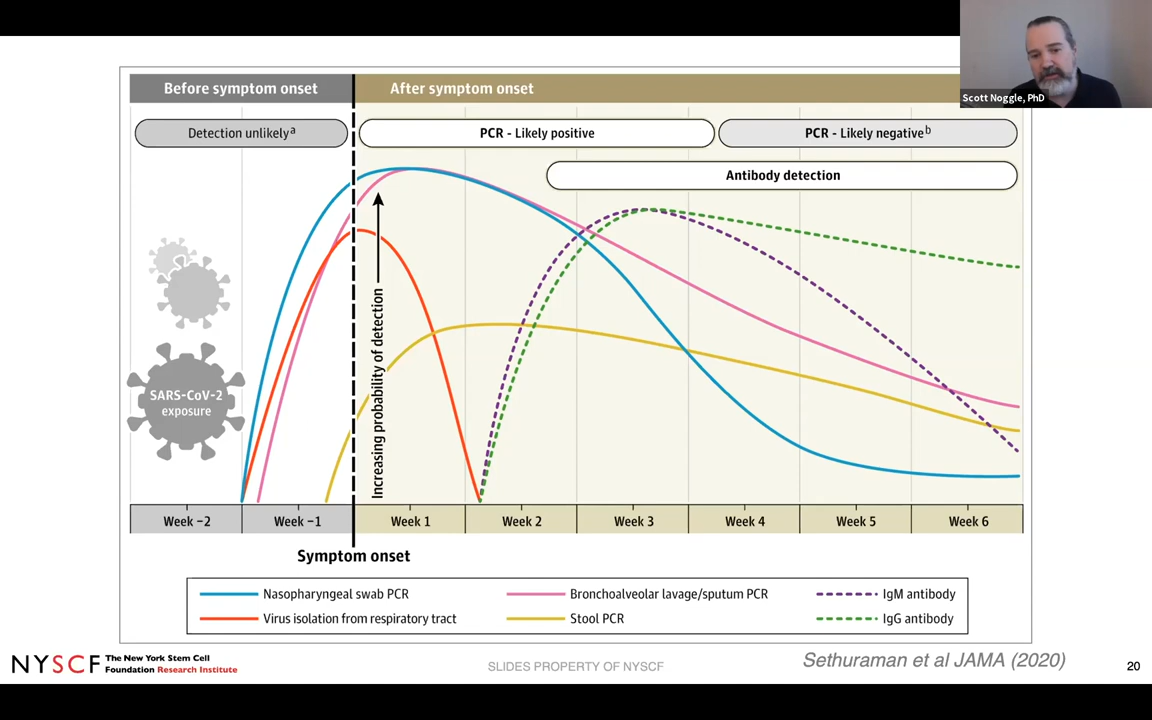 Scott Noggle, PhD
Before symptom onset
After symptom onset
Detection unlikelyᵃ
PCR - Likely positive
PCR - Likely negativeᵇ
Antibody detection
SARS-CoV-2
exposure
Increasing probability of detection
Week −2
Week −1
Week 1
Week 2
Week 3
Week 4
Week 5
Week 6
Symptom onset
Nasopharyngeal swab PCR
Bronchoalveolar lavage/sputum PCR
IgM antibody
Virus isolation from respiratory tract
Stool PCR
IgG antibody
NYSCF
The New York Stem Cell
Foundation Research Institute
SLIDES PROPERTY OF NYSCF
Sethuraman et al JAMA (2020)
20